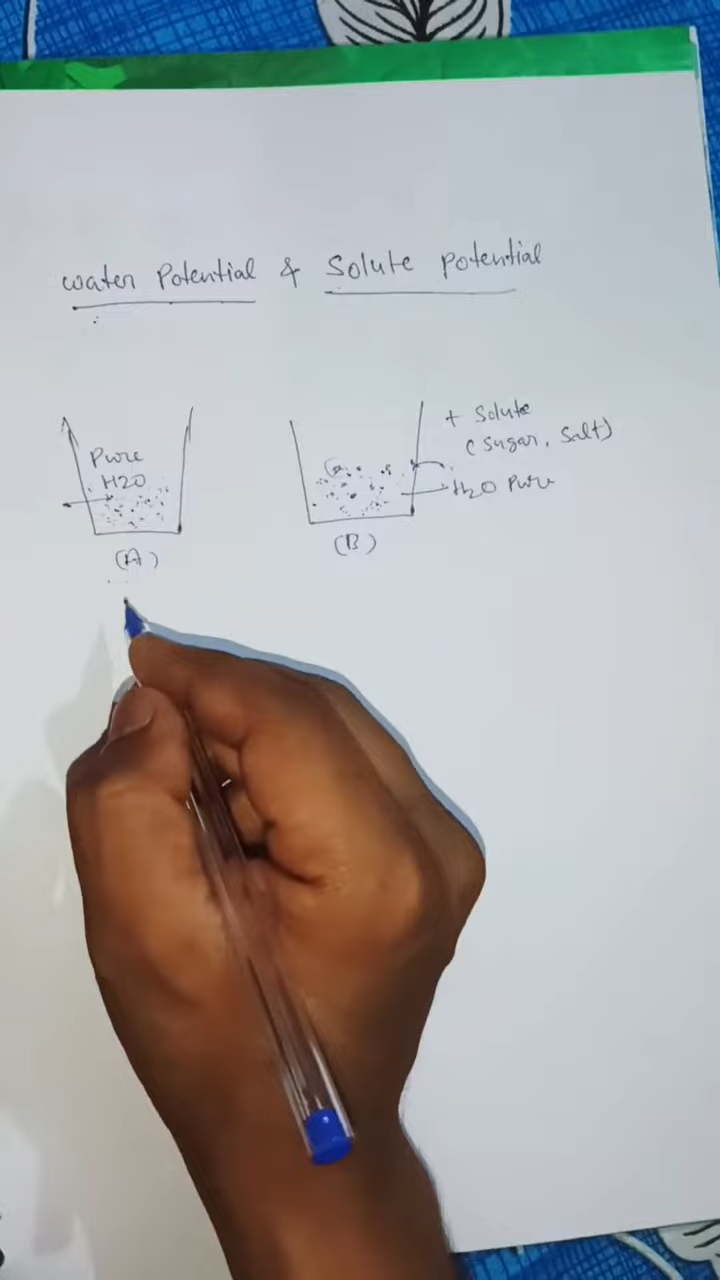 water Potential & Solute potential
Pure
H2O
(A)
(B)
+ Solute
(Sugar, Salt)
H2O Pure